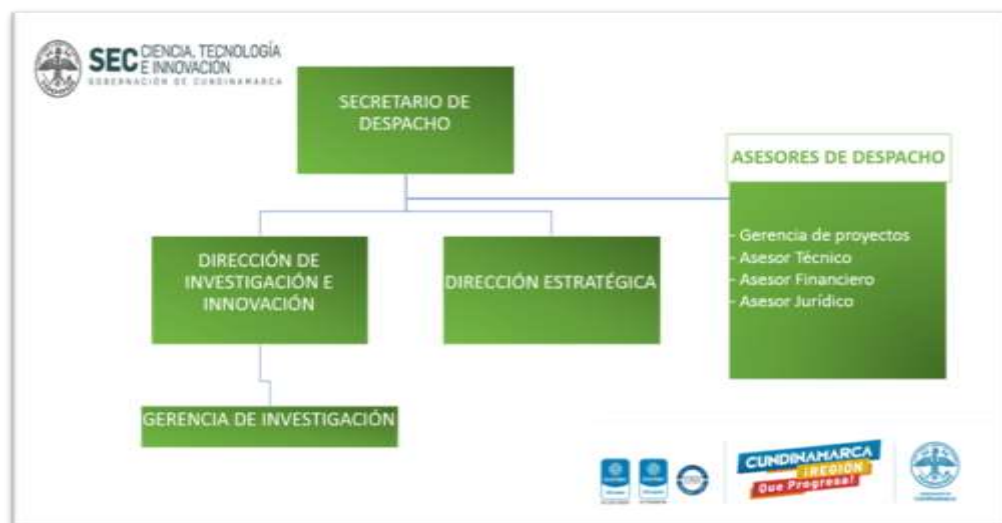 SEC CIENCIA, TECNOLOGÍA
E INNOVACIÓN
GOBERNACIÓN DE CUNDINAMARCA
SECRETARIO DE
DESPACHO
ASESORES DE DESPACHO
- Gerencia de proyectos
- Asesor Técnico
- Asesor Financiero
- Asesor Jurídico
DIRECCIÓN DE
INVESTIGACIÓN E
INNOVACIÓN
DIRECCIÓN ESTRATÉGICA
GERENCIA DE INVESTIGACIÓN
CUNDINAMARCA
¡REGIÓN
Que Progresa!